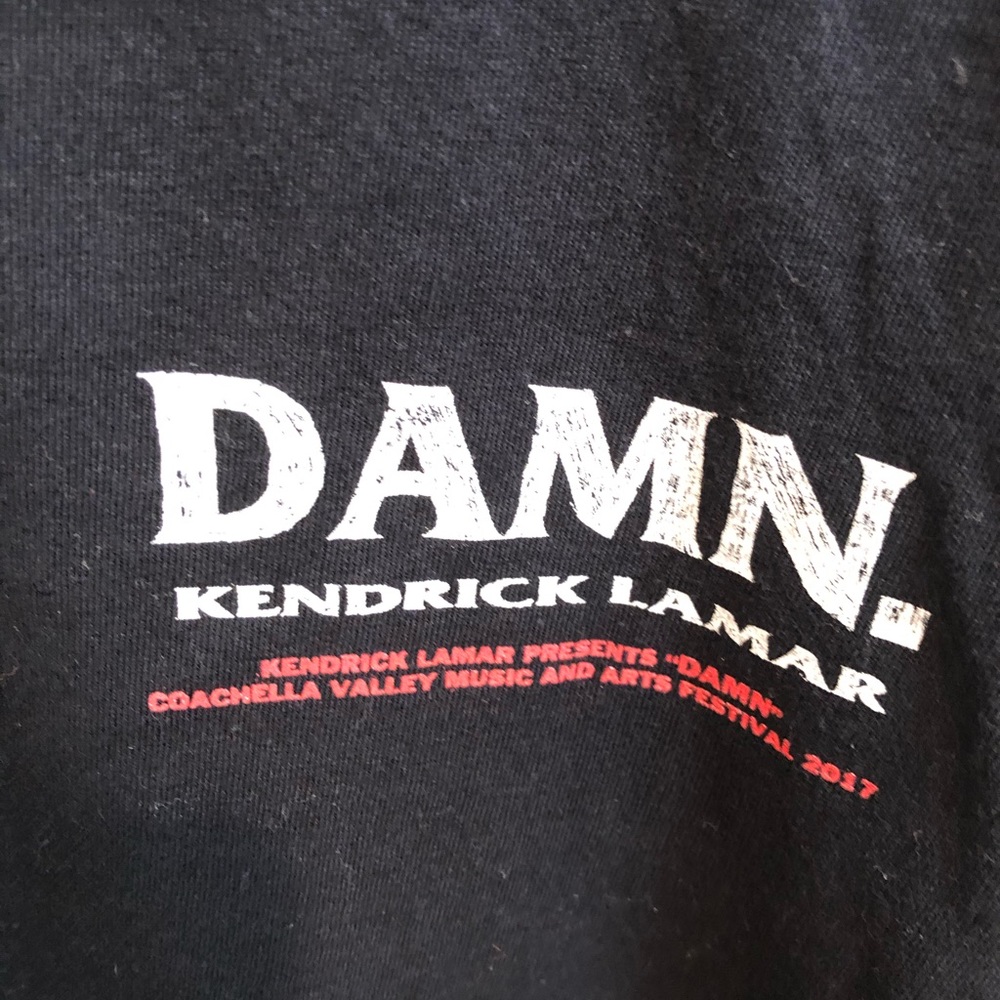 DAMN.
KENDRICK LAMAR
KENDRICK LAMAR PRESENTS "DAMN"
COACHELLA VALLEY MUSIC AND ARTS FESTIVAL 2017